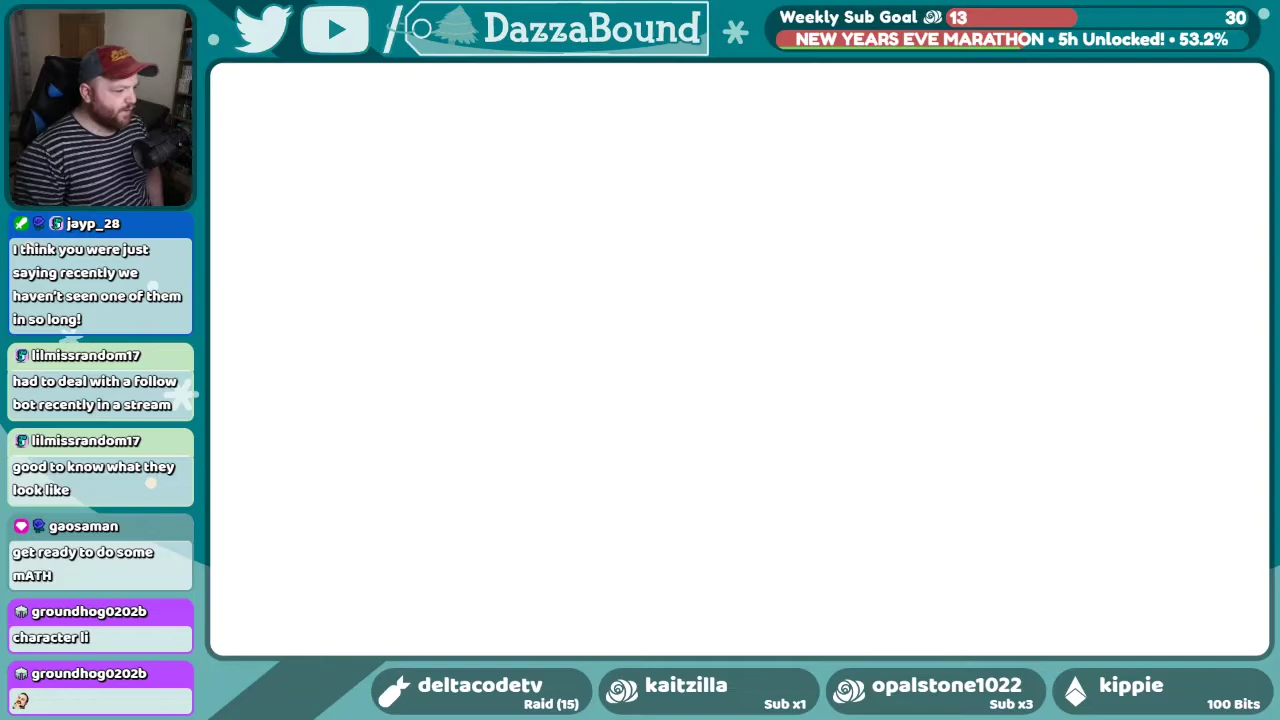 / DazzaBound
Weekly Sub Goal 13 30
NEW YEARS EVE MARATHON • 5h Unlocked! • 53.2%
jayp_28
I think you were just
saying recently we
haven't seen one of them
in so long!
lilmissrandom17
had to deal with a follow
bot recently in a stream
lilmissrandom17
good to know what they
look like
gaosaman
get ready to do some
mATH
groundhog0202b
character li
groundhog0202b
deltacodetv
Raid (15)
kaitzilla
Sub x1
opalstone1022
Sub x3
kippie
100 Bits